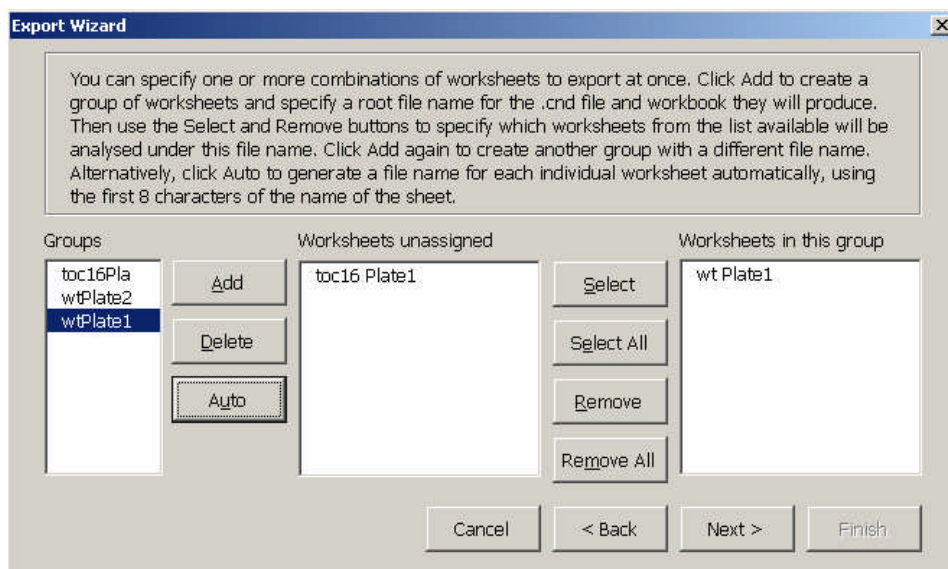 Export Wizard
You can specify one or more combinations of worksheets to export at once. Click Add to create a
group of worksheets and specify a root file name for the .cnd file and workbook they will produce.
Then use the Select and Remove buttons to specify which worksheets from the list available will be
analysed under this file name. Click Add again to create another group with a different file name.
Alternatively, click Auto to generate a file name for each individual worksheet automatically, using
the first 8 characters of the name of the sheet.
Groups
toc16Pla
wtPlate2
wtPlate1
Add
Delete
Auto
Worksheets unassigned
toc16 Plate1
Select
Select All
Remove
Remove All
Worksheets in this group
wt Plate1
Cancel
< Back
Next >
Finish